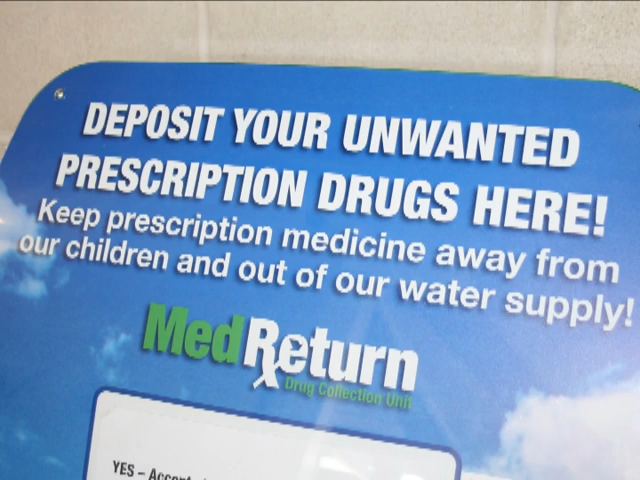 DEPOSIT YOUR UNWANTED
PRESCRIPTION DRUGS HERE!
Keep prescription medicine away from
our children and out of our water supply!
MedReturn
Drug Collection Unit
YES –